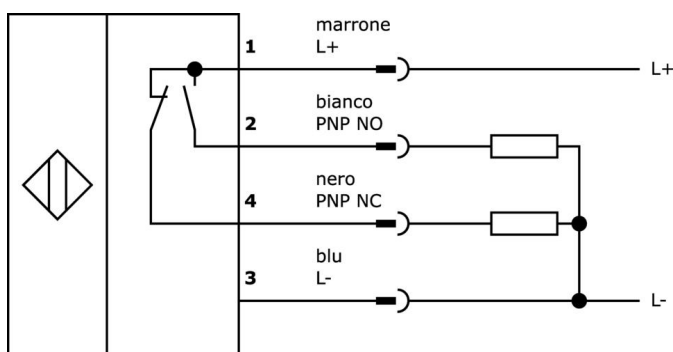 marrone
1 L+ L+
bianco
2 PNP NO
nero
4 PNP NC
blu
3 L- L-